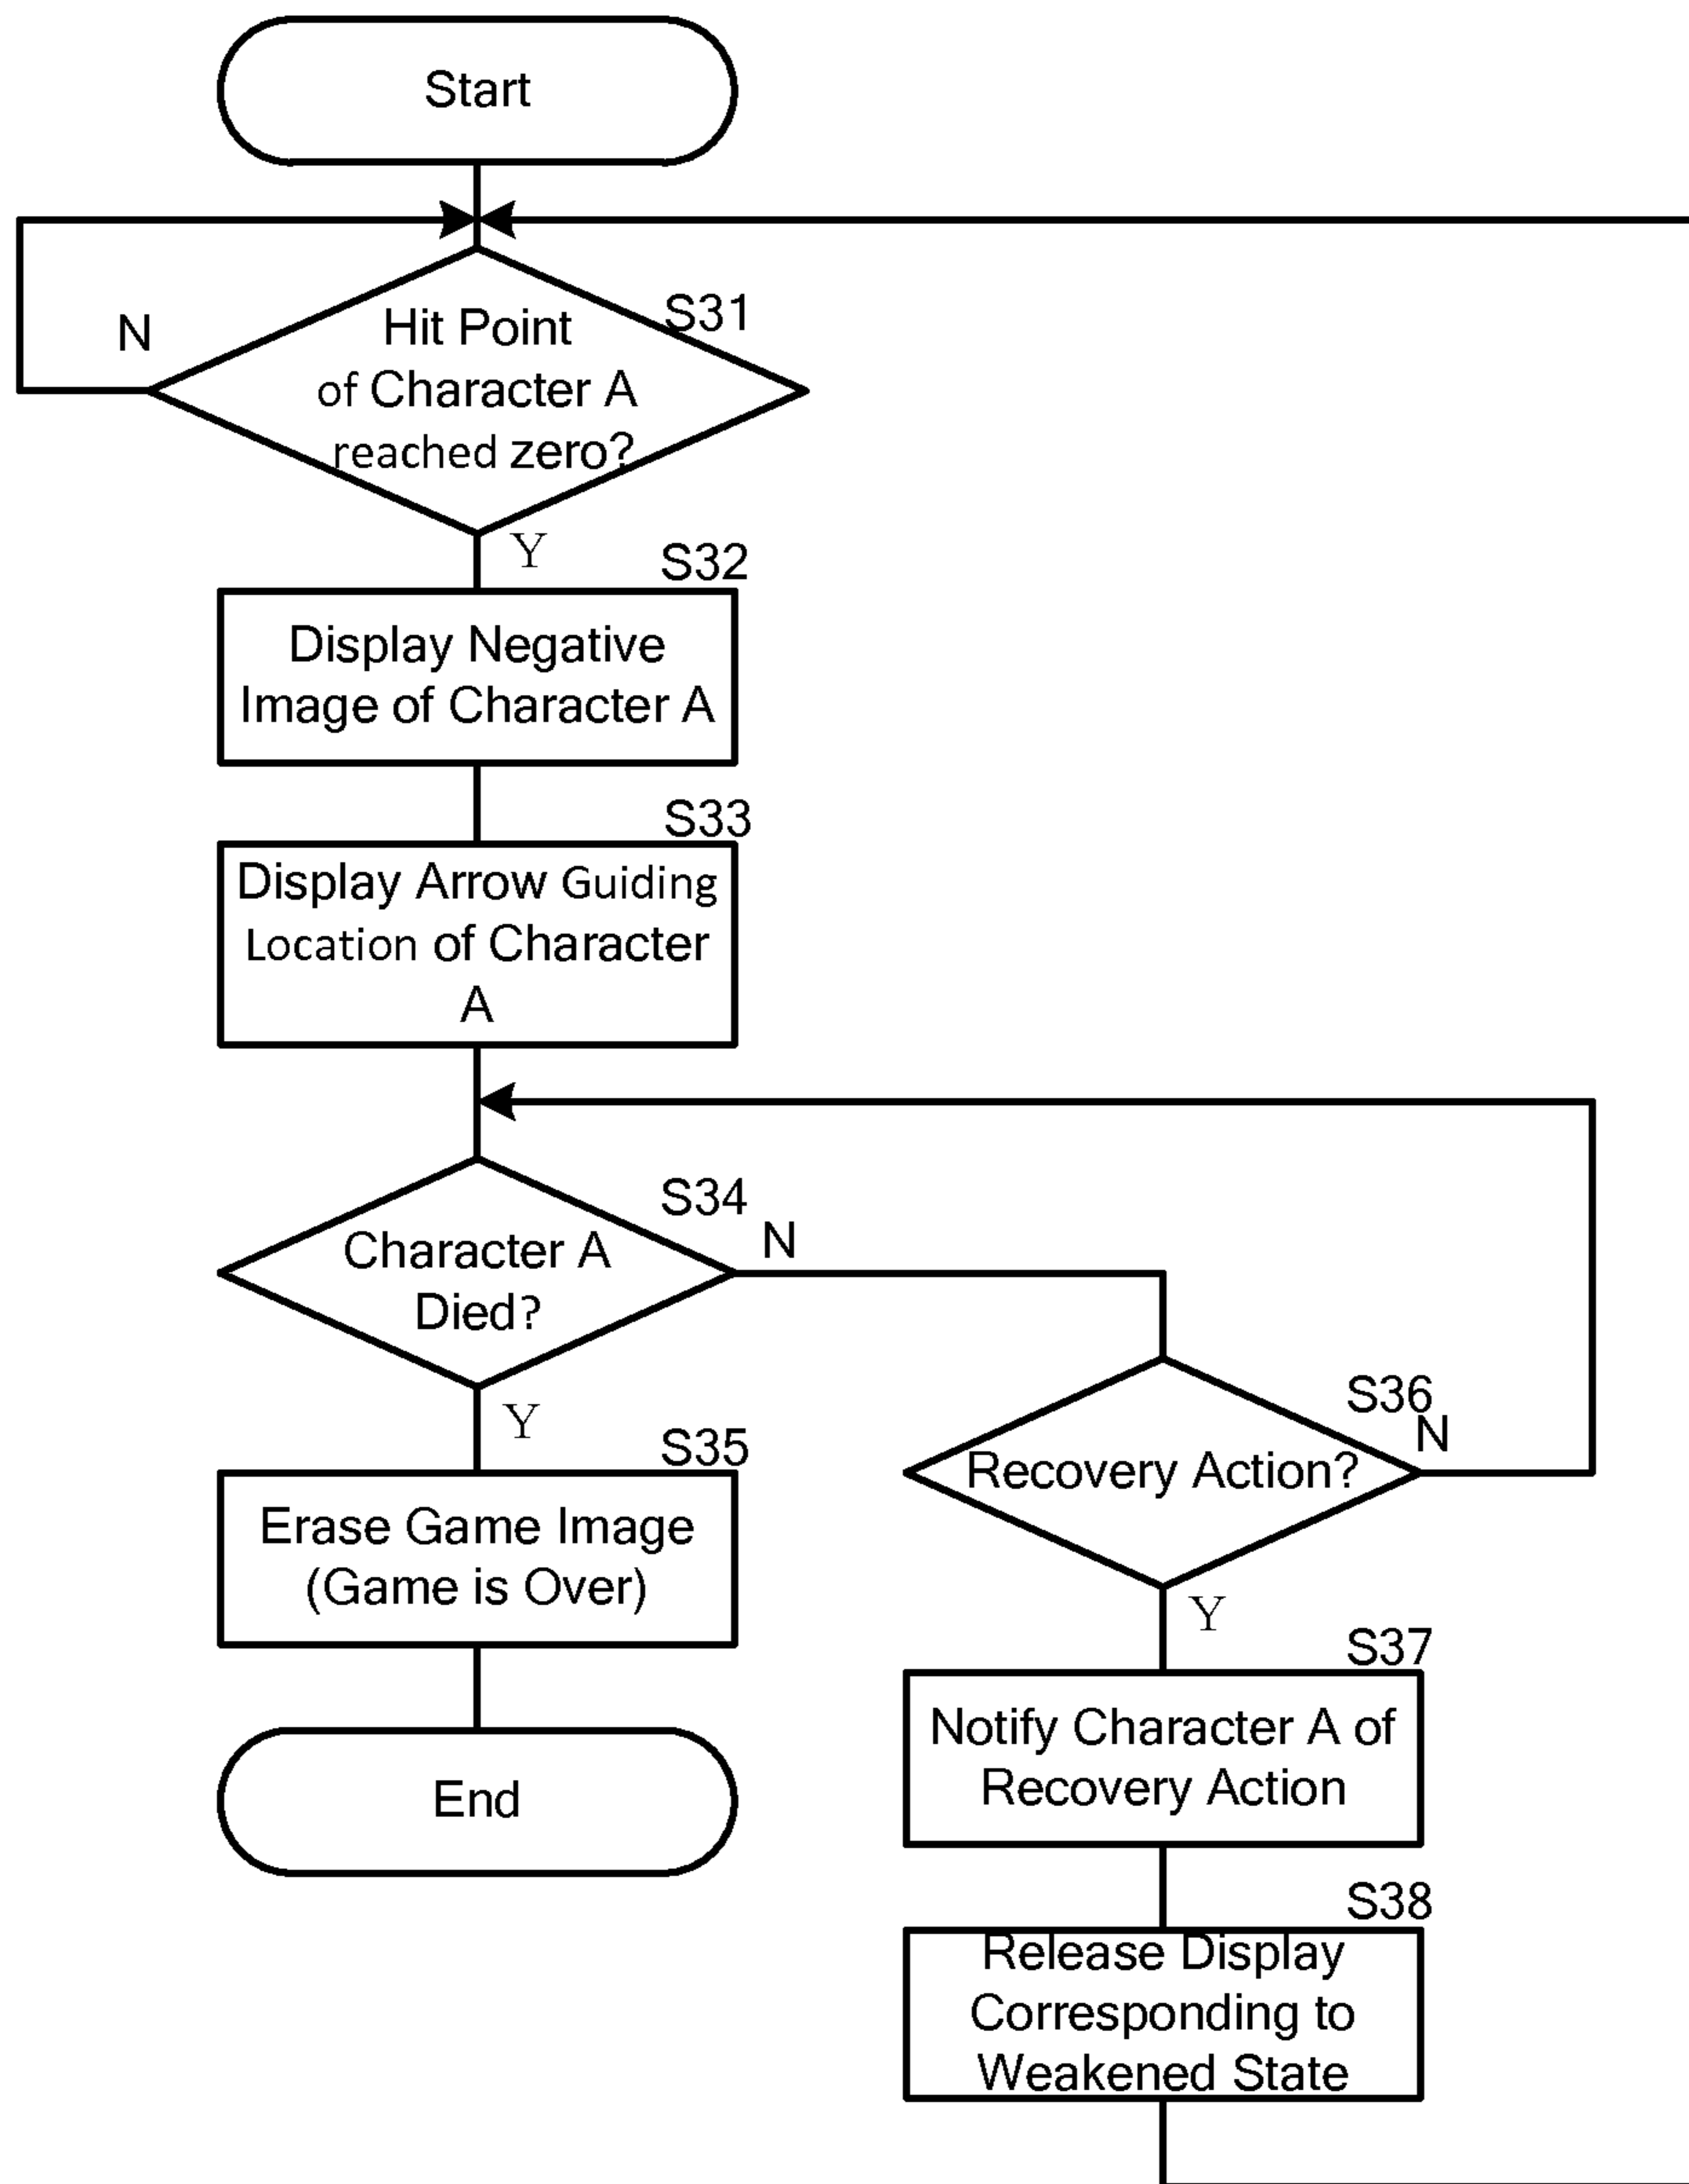 Start
S31
N
Hit Point
of Character A
reached zero?
Y
S32
Display Negative
Image of Character A
S33
Display Arrow Guiding
Location of Character
A
S34
N
Character A
Died?
Y
S35
Erase Game Image
(Game is Over)
End
S36
N
Recovery Action?
Y
S37
Notify Character A of
Recovery Action
S38
Release Display
Corresponding to
Weakened State